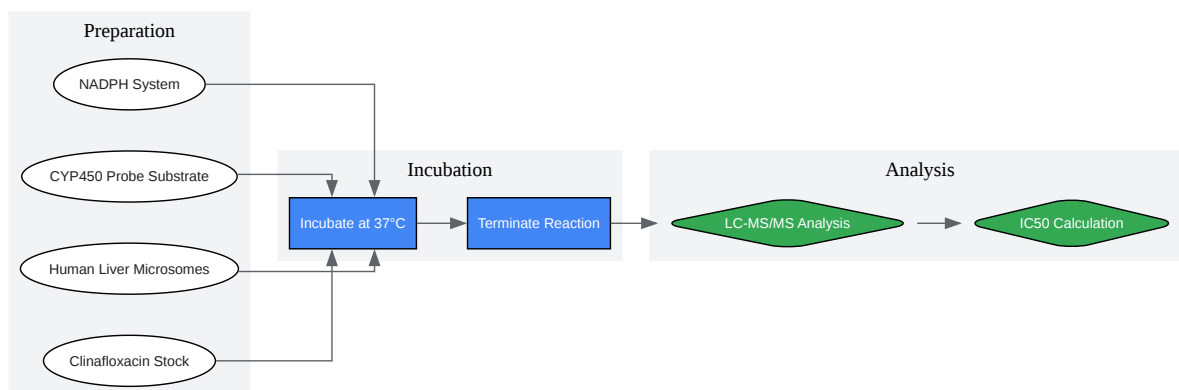 Preparation
NADPH System
CYP450 Probe Substrate
Human Liver Microsomes
Clinafloxacin Stock
Incubation
Incubate at 37°C
Terminate Reaction
Analysis
LC-MS/MS Analysis
IC50 Calculation